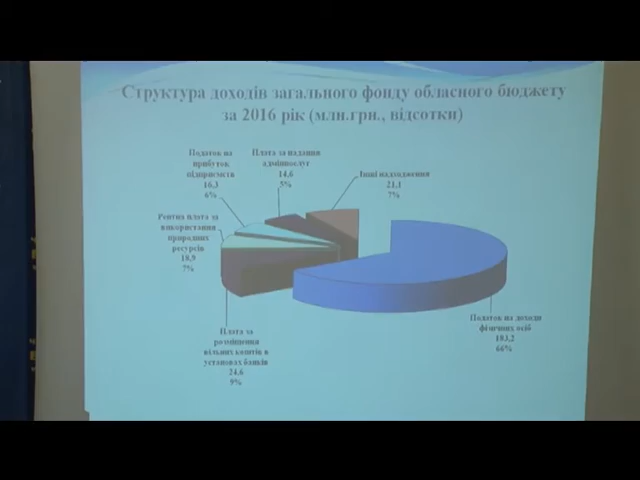 Структура доходів загального фонду обласного бюджету
за 2016 рік (млн.грн., відсотки)
Податок на
прибуток
підприємств
16,3
6%
Плата за надання
адмінпослуг
14,6
5%
Інші надходження
21,1
7%
Рентна плата за
використання
природних
ресурсів
18,9
7%
Плата за
розміщення
вільних коштів в
установах банків
24,6
9%
Податок на доходи
фізичних осіб
183,2
66%